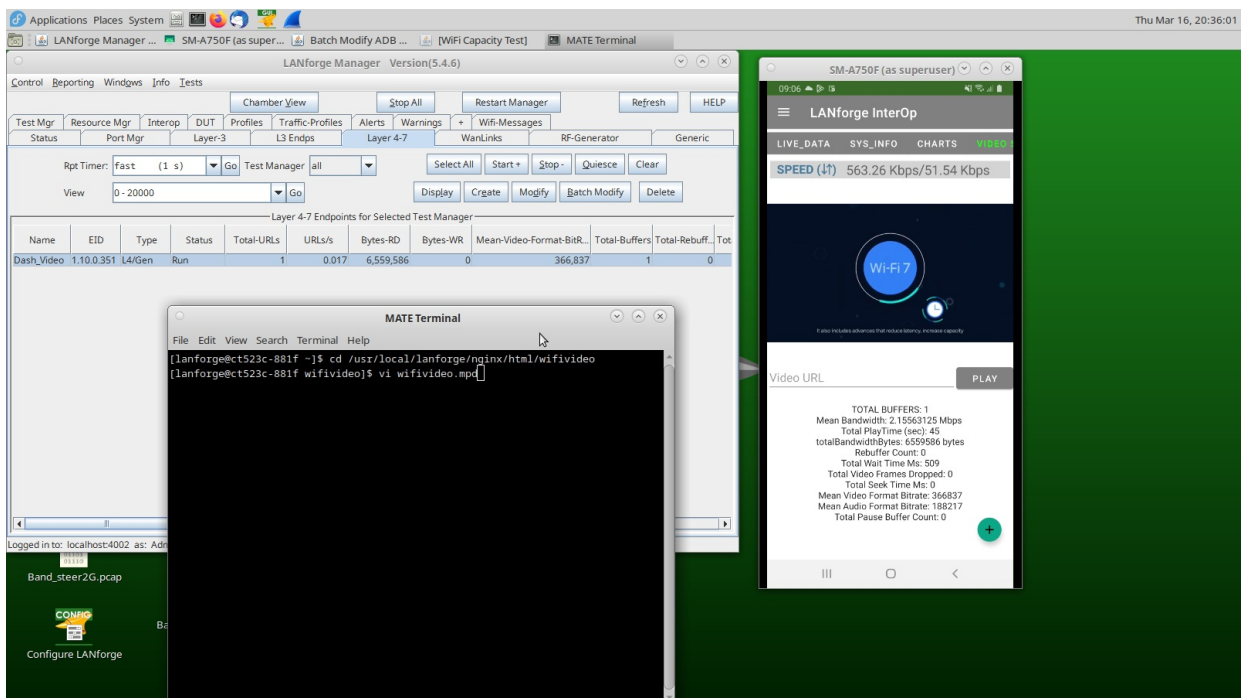 Applications Places System GUI Thu Mar 16, 20:36:01
LANforge Manager ... SM-A750F (as super... Batch Modify ADB ... [WiFi Capacity Test] MATE Terminal
LANforge Manager Version(5.4.6)
Control Reporting Windows Info Tests
Chamber View Stop All Restart Manager Refresh HELP
Test Mgr Resource Mgr Interop DUT Profiles Traffic-Profiles Alerts Warnings + Wifi-Messages
Status Port Mgr Layer-3 L3 Endps Layer 4-7 WanLinks RF-Generator Generic
Rpt Timer: fast (1 s) Go Test Manager all Select All Start + Stop - Quiesce Clear
View 0 - 20000 Go Display Create Modify Batch Modify Delete
Layer 4-7 Endpoints for Selected Test Manager
Name EID Type Status Total-URLs URLs/s Bytes-RD Bytes-WR Mean-Video-Format-BitR... Total-Buffers Total-Rebuff... Tot
Dash_Video 1.10.0.351 L4/Gen Run 1 0.017 6,559,586 0 366,837 1 0
Logged in to: localhost:4002 as: Adm
MATE Terminal
File Edit View Search Terminal Help
[lanforge@ct523c-881f ~]$ cd /usr/local/lanforge/nginx/html/wifivideo
[lanforge@ct523c-881f wifivideo]$ vi wifivideo.mpd
Band_steer2G.pcap
CONFIG
Ba
Configure LANforge
SM-A750F (as superuser)
09:06
LANforge InterOp
LIVE_DATA SYS_INFO CHARTS VIDEO S
SPEED (↓↑) 563.26 Kbps/51.54 Kbps
Wi-Fi 7
It also includes advances that reduce latency, increase capacity
Video URL PLAY
TOTAL BUFFERS: 1
Mean Bandwidth: 2.15563125 Mbps
Total PlayTime (sec): 45
totalBandwidthBytes: 6559586 bytes
Rebuffer Count: 0
Total Wait Time Ms: 509
Total Video Frames Dropped: 0
Total Seek Time Ms: 0
Mean Video Format Bitrate: 366837
Mean Audio Format Bitrate: 188217
Total Pause Buffer Count: 0